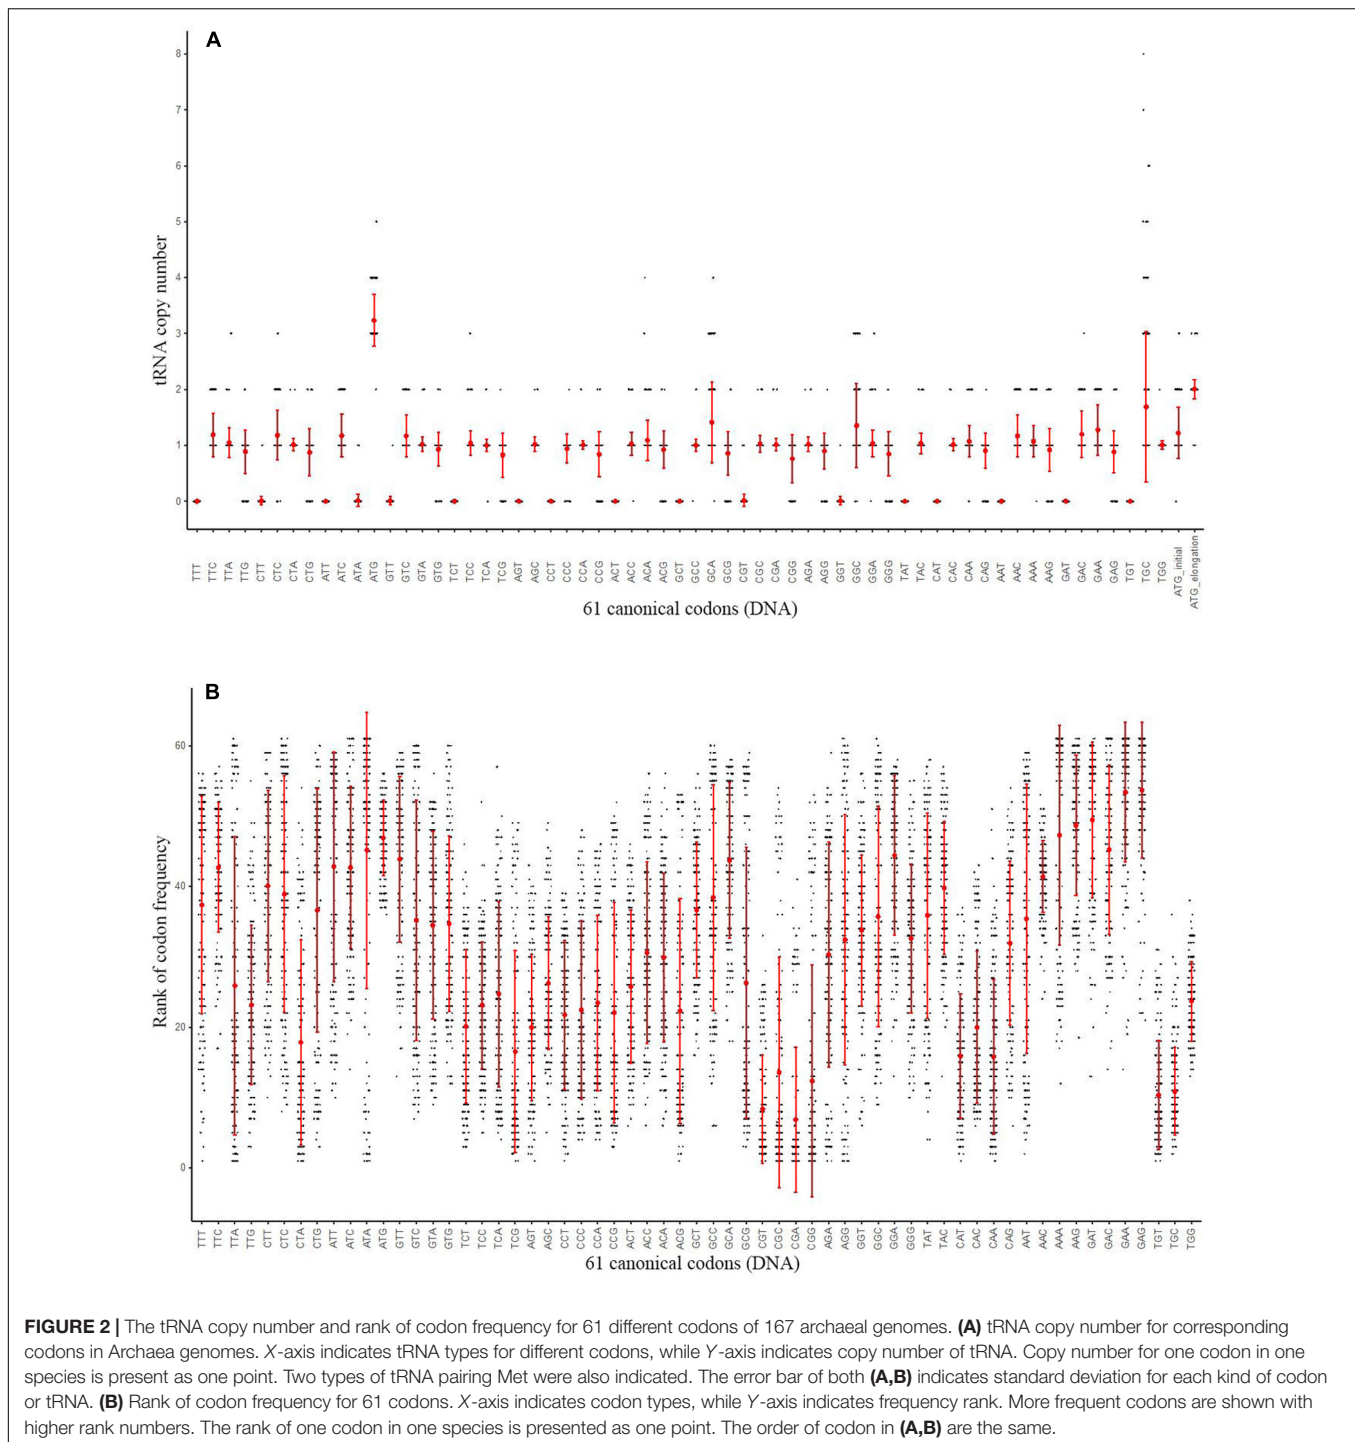 A
8
7
6
5
4
3
2
1
0
tRNA copy number
TTT TTC TTA TTG CTT CTC CTA CTG ATT ATC ATA ATG GTT GTC GTA GTG TCT TCC TCA TCG AGT AGC CCT CCC CCA CCG ACT ACC ACA ACG GCT GCC GCA GCG CGT CGC CGA CGG AGA AGG GGT GGC GGA GGG TAT TAC CAT CAC CAA CAG AAT AAC AAA AAG GAT GAC GAA GAG TGT TGC TGG ATG_initial ATG_elongation
61 canonical codons (DNA)
B
60
40
20
0
Rank of codon frequency
TTT TTC TTA TTG CTT CTC CTA CTG ATT ATC ATA ATG GTT GTC GTA GTG TCT TCC TCA TCG AGT AGC CCT CCC CCA CCG ACT ACC ACA ACG GCT GCC GCA GCG CGT CGC CGA CGG AGA AGG GGT GGC GGA GGG TAT TAC CAT CAC CAA CAG AAT AAC AAA AAG GAT GAC GAA GAG TGT TGC TGG
61 canonical codons (DNA)
FIGURE 2 | The tRNA copy number and rank of codon frequency for 61 different codons of 167 archaeal genomes. (A) tRNA copy number for corresponding
codons in Archaea genomes. X-axis indicates tRNA types for different codons, while Y-axis indicates copy number of tRNA. Copy number for one codon in one
species is present as one point. Two types of tRNA pairing Met were also indicated. The error bar of both (A,B) indicates standard deviation for each kind of codon
or tRNA. (B) Rank of codon frequency for 61 codons. X-axis indicates codon types, while Y-axis indicates frequency rank. More frequent codons are shown with
higher rank numbers. The rank of one codon in one species is presented as one point. The order of codon in (A,B) are the same.